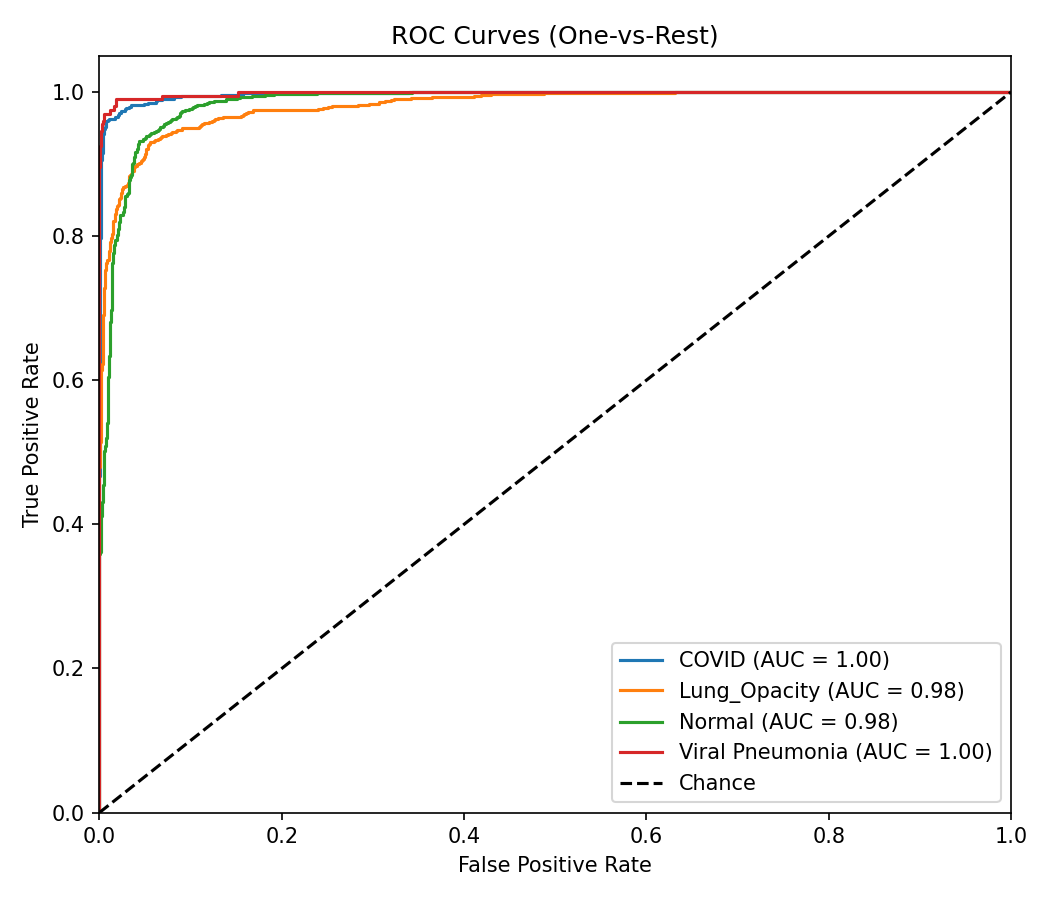 ROC Curves (One-vs-Rest)
True Positive Rate
1.0
0.8
0.6
0.4
0.2
0.0
COVID (AUC = 1.00)
Lung_Opacity (AUC = 0.98)
Normal (AUC = 0.98)
Viral Pneumonia (AUC = 1.00)
Chance
0.0 0.2 0.4 0.6 0.8 1.0
False Positive Rate